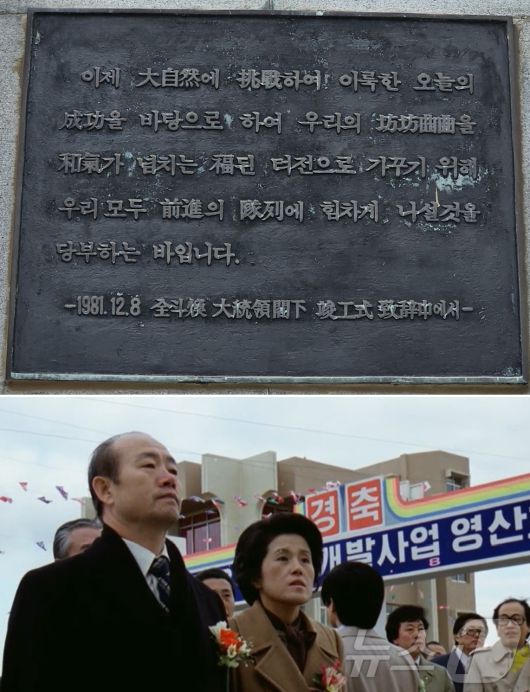 이제 大自然에 挑戰하여 이룩한 오늘의
成功을 바탕으로 하여 우리의 坊坊曲曲을
和氣가 넘치는 福된 터전으로 가꾸기 위해
우리 모두 前進의 隊列에 힘차게 나설것을
당부하는 바입니다.
-1981.12.8 全斗煥 大統領閣下 竣工式 致辞中에서-
경축
개발사업 영산
8
뉴스1